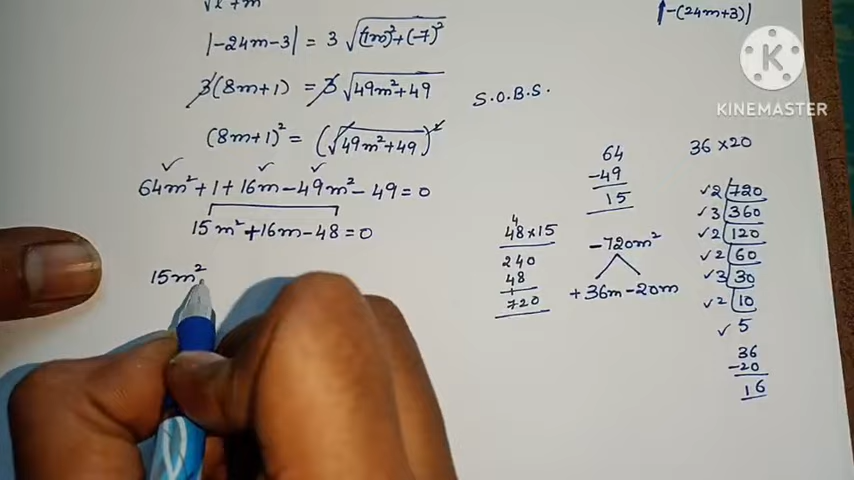 |-(24m+3)|
|-24m-3| = 3 √(7m)²+(-7)²
3(8m+1) = 3 √49m²+49
S.O.B.S.
(8m+1)² = (√49m²+49)²
64m²+1+16m-49m²-49=0
15m²+16m-48=0
15m²
64
-49
15
4
48×15
240
48
1
720
-720m²
+36m-20m
36×20
2 720
3 360
2 120
2 60
3 30
2 10
5
36
-20
16
KINEMASTER